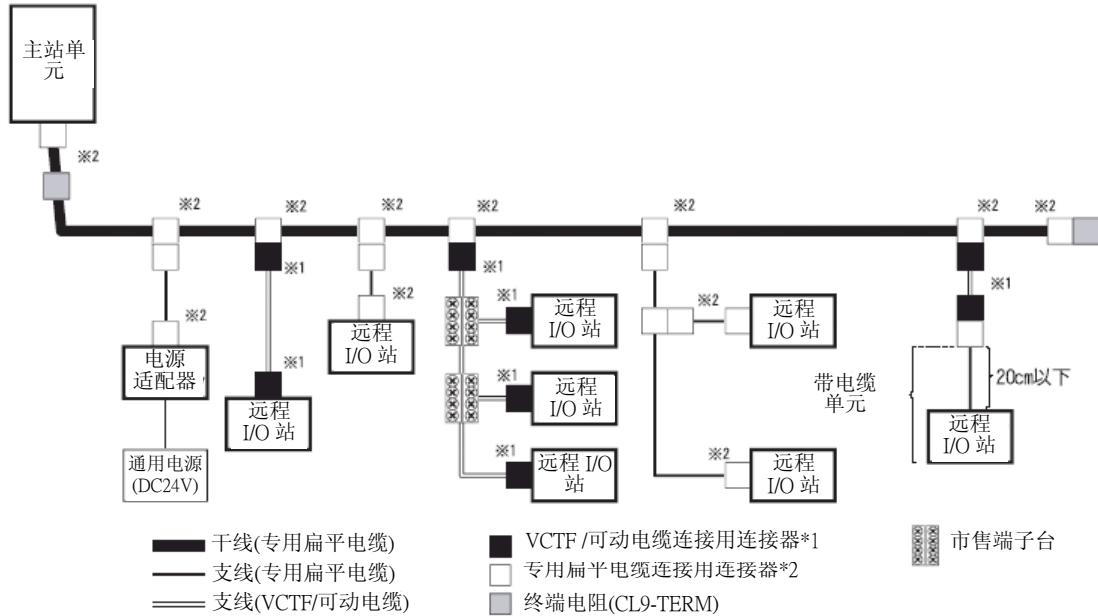 主站单
元
※2
※2
※2
※2
※2
※2
※2
※2
※1
※1
※1
※2
※1
※2
※2
远程
I/O 站
远程
I/O 站
电源
适配器
远程
I/O 站
※1
※1
远程
I/O 站
带电缆
单元
20cm以下
远程
I/O 站
远程
I/O 站
通用电源
(DC24V)
※1
远程 I/O
站
※2
远程
I/O 站
干线(专用扁平电缆)
VCTF /可动电缆连接用连接器*1
市售端子台
支线(专用扁平电缆)
专用扁平电缆连接用连接器*2
支线(VCTF/可动电缆)
终端电阻(CL9-TERM)